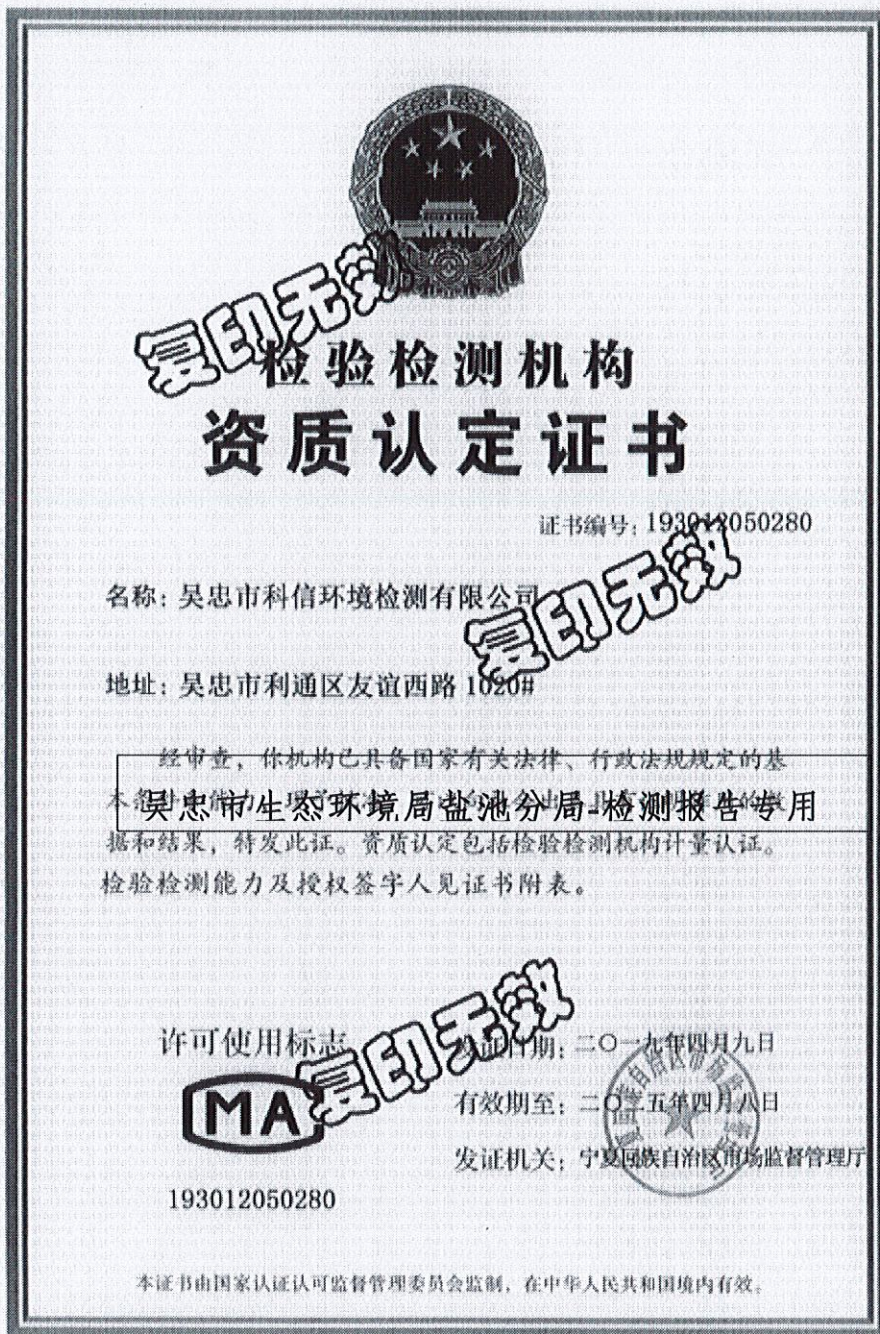 复印无效
检验检测机构
资质认定证书
证书编号：193012050280
名称：吴忠市科信环境检测有限公司
复印无效
地址：吴忠市利通区友谊西路 1020#
经审查，你机构已具备国家有关法律、行政法规规定的基
吴忠市生态环境局盐池分局-检测报告专用
据和结果，特发此证。资质认定包括检验检测机构计量认证。
检验检测能力及授权签字人见证书附表。
复印无效
许可使用标志
MA
193012050280
发证日期：二〇一九年四月九日
有效期至：二〇二五年四月八日
发证机关：宁夏回族自治区市场监督管理厅
本证书由国家认证认可监督管理委员会监制，在中华人民共和国境内有效。